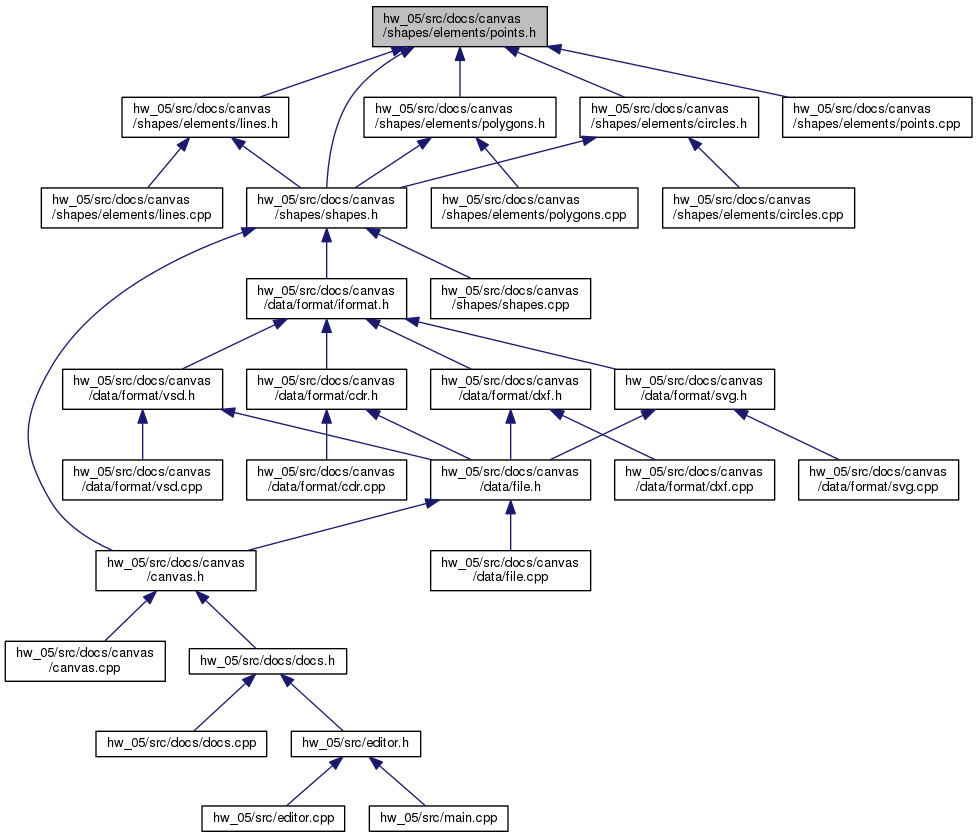 hw_05/src/docs/canvas
/shapes/elements/points.h
hw_05/src/docs/canvas
/shapes/elements/lines.h
hw_05/src/docs/canvas
/shapes/elements/polygons.h
hw_05/src/docs/canvas
/shapes/elements/circles.h
hw_05/src/docs/canvas
/shapes/elements/points.cpp
hw_05/src/docs/canvas
/shapes/elements/lines.cpp
hw_05/src/docs/canvas
/shapes/shapes.h
hw_05/src/docs/canvas
/shapes/elements/polygons.cpp
hw_05/src/docs/canvas
/shapes/elements/circles.cpp
hw_05/src/docs/canvas
/data/format/iformat.h
hw_05/src/docs/canvas
/shapes/shapes.cpp
hw_05/src/docs/canvas
/data/format/vsd.h
hw_05/src/docs/canvas
/data/format/cdr.h
hw_05/src/docs/canvas
/data/format/dxf.h
hw_05/src/docs/canvas
/data/format/svg.h
hw_05/src/docs/canvas
/data/format/vsd.cpp
hw_05/src/docs/canvas
/data/format/cdr.cpp
hw_05/src/docs/canvas
/data/file.h
hw_05/src/docs/canvas
/data/format/dxf.cpp
hw_05/src/docs/canvas
/data/format/svg.cpp
hw_05/src/docs/canvas
/canvas.h
hw_05/src/docs/canvas
/data/file.cpp
hw_05/src/docs/canvas
/canvas.cpp
hw_05/src/docs/docs.h
hw_05/src/docs/docs.cpp
hw_05/src/editor.h
hw_05/src/editor.cpp
hw_05/src/main.cpp